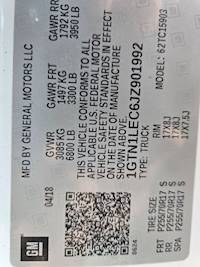 MFD BY GENERAL MOTORS LLC
04/18
GVWR
3085 KG
6800 LB
GAWR FRT
1497 KG
3300 LB
GAWR RR
1792 KG
3950 LB
THIS VEHICLE CONFORMS TO ALL
APPLICABLE U.S. FEDERAL MOTOR
VEHICLE SAFETY STANDARDS IN EFFECT
ON THE DATE OF MANUFACTURE
SHOWN ABOVE.
1GTN1LEC6JZ901992
TYPE: TRUCK
MODEL: 62TC15903
TIRE SIZE
RIM
FRT P255/70R17 S 17X8J
RR P255/70R17 S 17X8J
SPA P255/70R17 S 17X7.5J
GM
8624